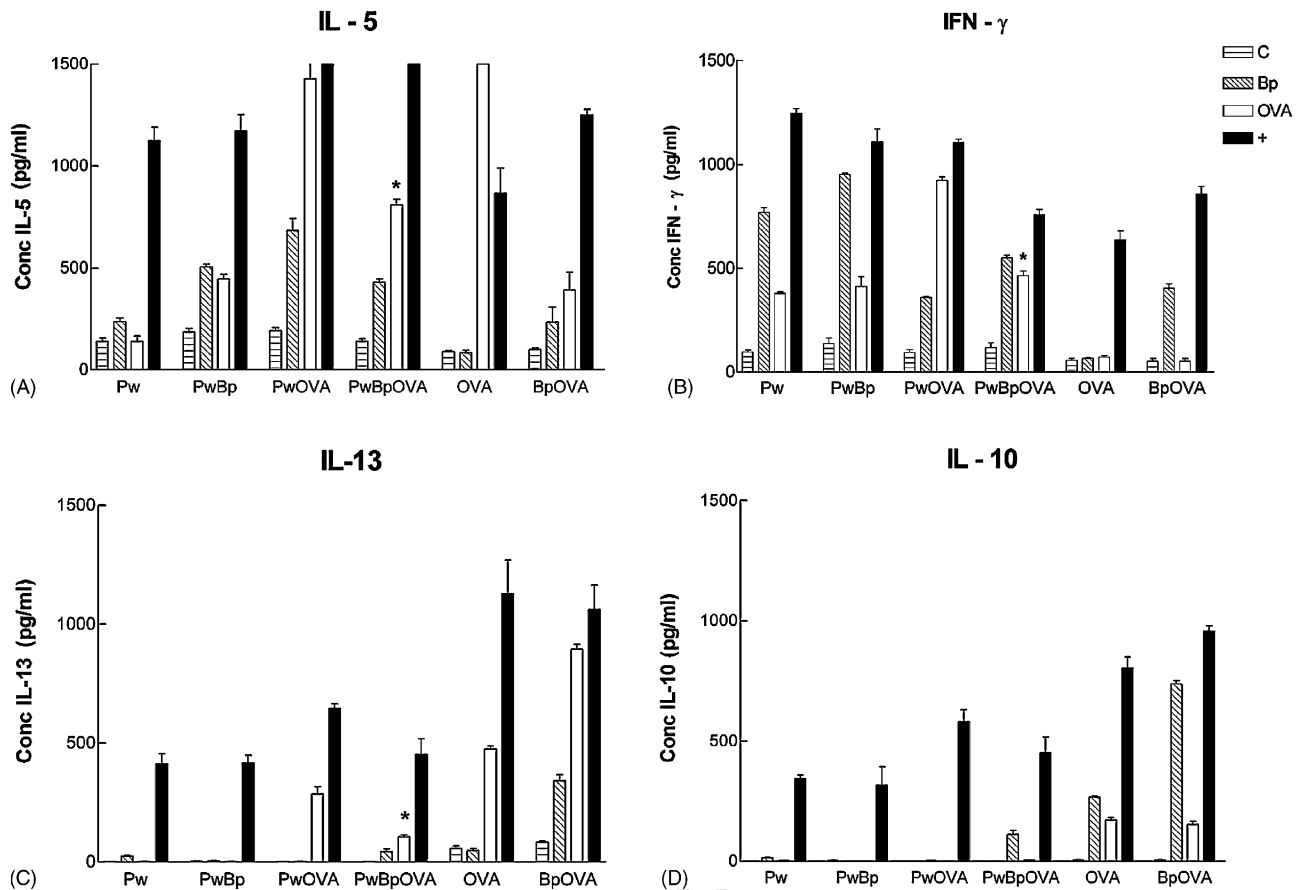 IL - 5
1500
1000
500
0
Conc IL-5 (pg/ml)
*
Pw PwBp PwOVA PwBpOVA OVA BpOVA
(A)
IFN - γ
1500
1000
500
0
Conc IFN - γ (pg/ml)
*
Pw PwBp PwOVA PwBpOVA OVA BpOVA
(B)
C
Bp
OVA
+
IL-13
1500
1000
500
0
Conc IL-13 (pg/ml)
*
Pw PwBp PwOVA PwBpOVA OVA BpOVA
(C)
IL - 10
1500
1000
500
0
Conc IL-10 (pg/ml)
Pw PwBp PwOVA PwBpOVA OVA BpOVA
(D)